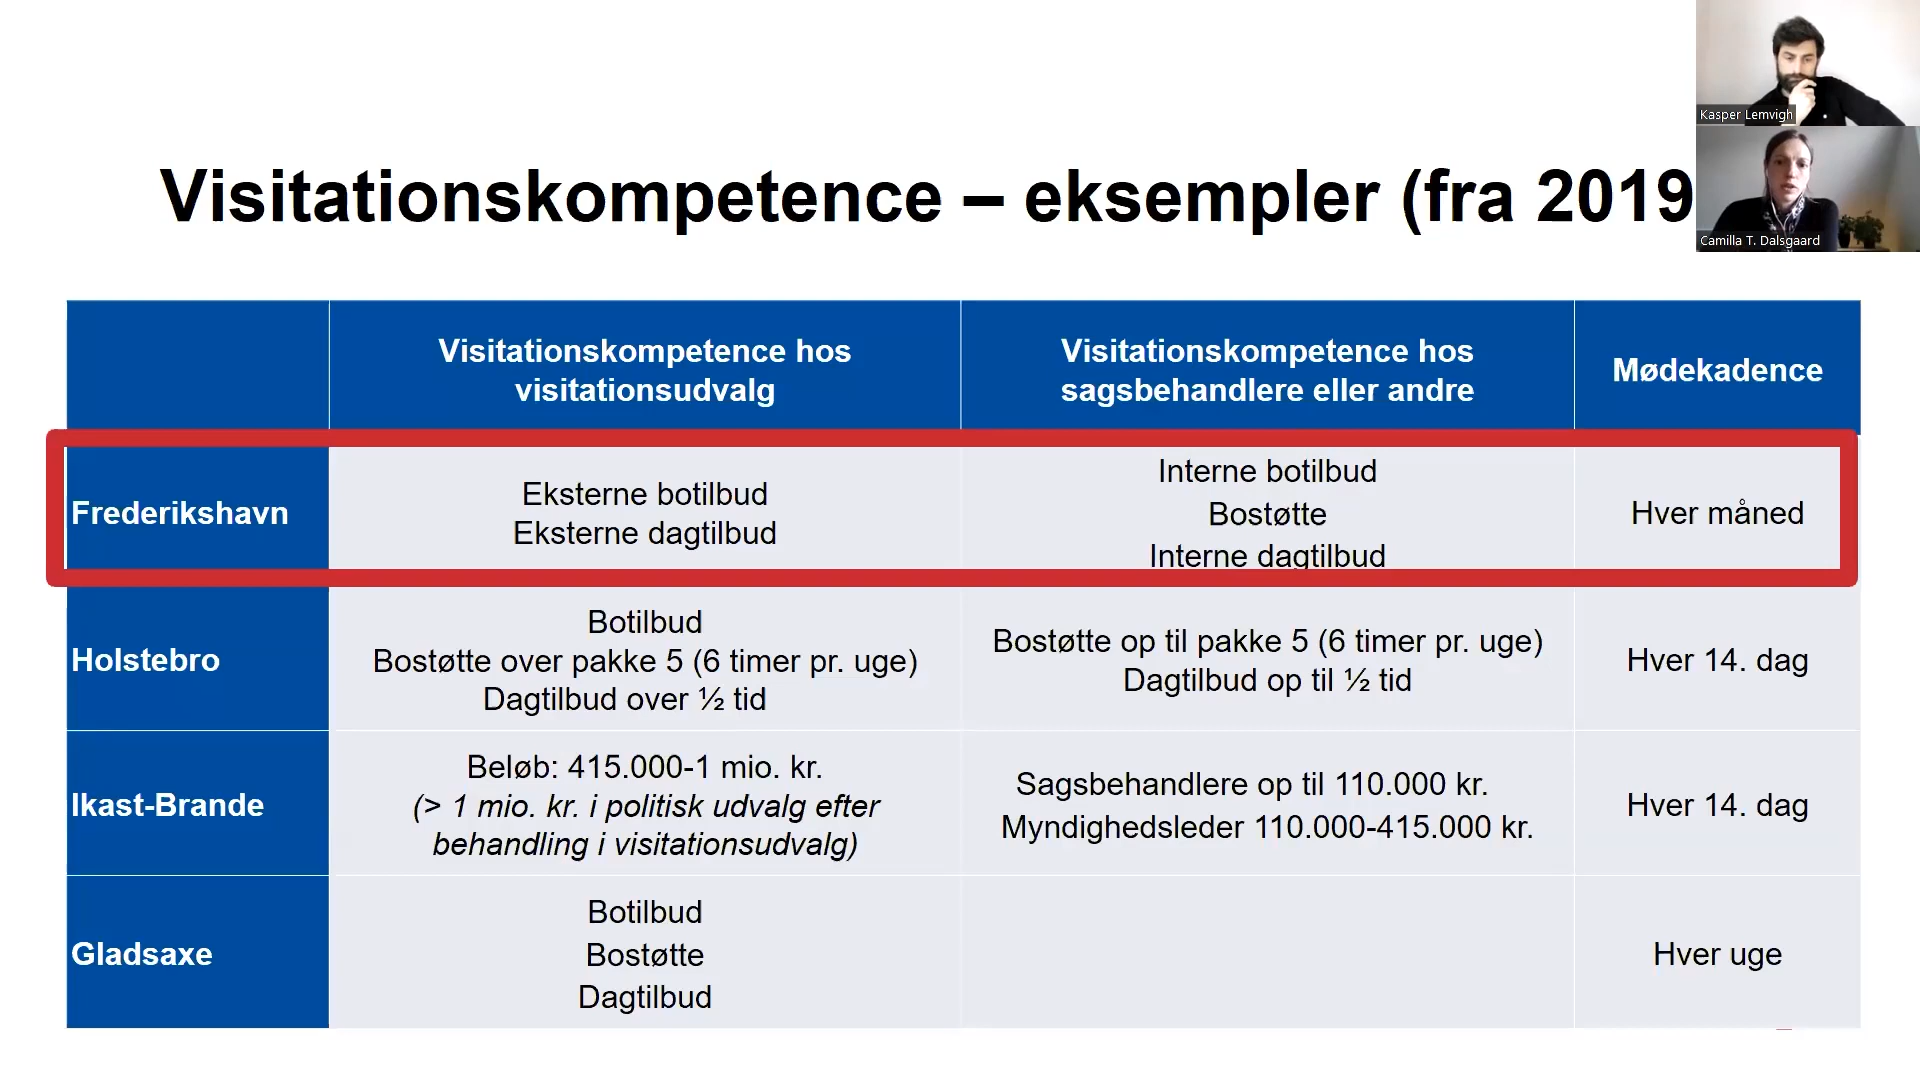 Kasper Lemvigh
Camilla T. Dalsgaard
Visitationskompetence – eksempler (fra 2019
Visitationskompetence hos
visitationsudvalg
Visitationskompetence hos
sagsbehandlere eller andre
Mødekadence
Frederikshavn
Eksterne botilbud
Eksterne dagtilbud
Interne botilbud
Bostøtte
Interne dagtilbud
Hver måned
Holstebro
Botilbud
Bostøtte over pakke 5 (6 timer pr. uge)
Dagtilbud over ½ tid
Bostøtte op til pakke 5 (6 timer pr. uge)
Dagtilbud op til ½ tid
Hver 14. dag
Ikast-Brande
Beløb: 415.000-1 mio. kr.
(> 1 mio. kr. i politisk udvalg efter
behandling i visitationsudvalg)
Sagsbehandlere op til 110.000 kr.
Myndighedsleder 110.000-415.000 kr.
Hver 14. dag
Gladsaxe
Botilbud
Bostøtte
Dagtilbud
Hver uge